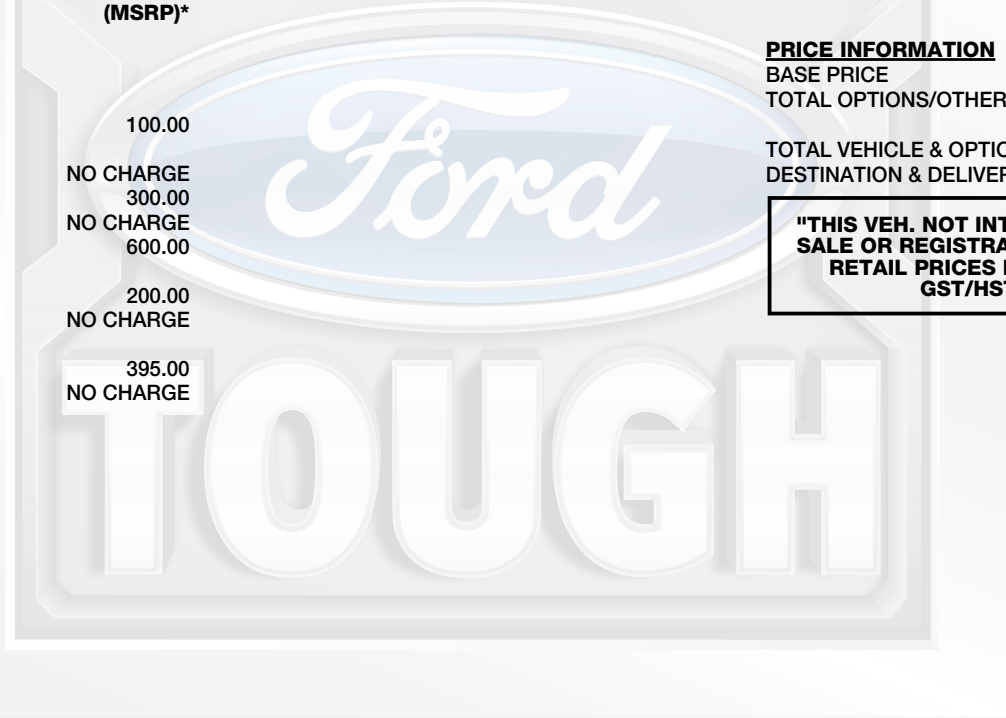 (MSRP)*
100.00
NO CHARGE
300.00
NO CHARGE
600.00
200.00
NO CHARGE
395.00
NO CHARGE
PRICE INFORMATION
BASE PRICE
TOTAL OPTIONS/OTHER
TOTAL VEHICLE & OPTIO
DESTINATION & DELIVER
"THIS VEH. NOT INT
SALE OR REGISTRA
RETAIL PRICES
GST/HST
Ford
TOUGH